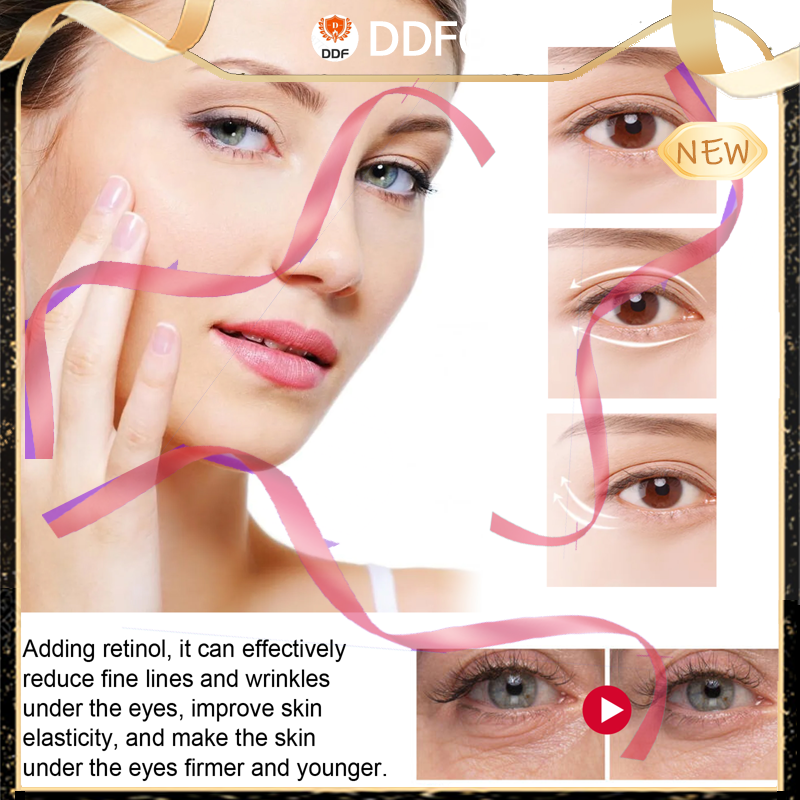 DDF
DDF
NEW
Adding retinol, it can effectively
reduce fine lines and wrinkles
under the eyes, improve skin
elasticity, and make the skin
under the eyes firmer and younger.